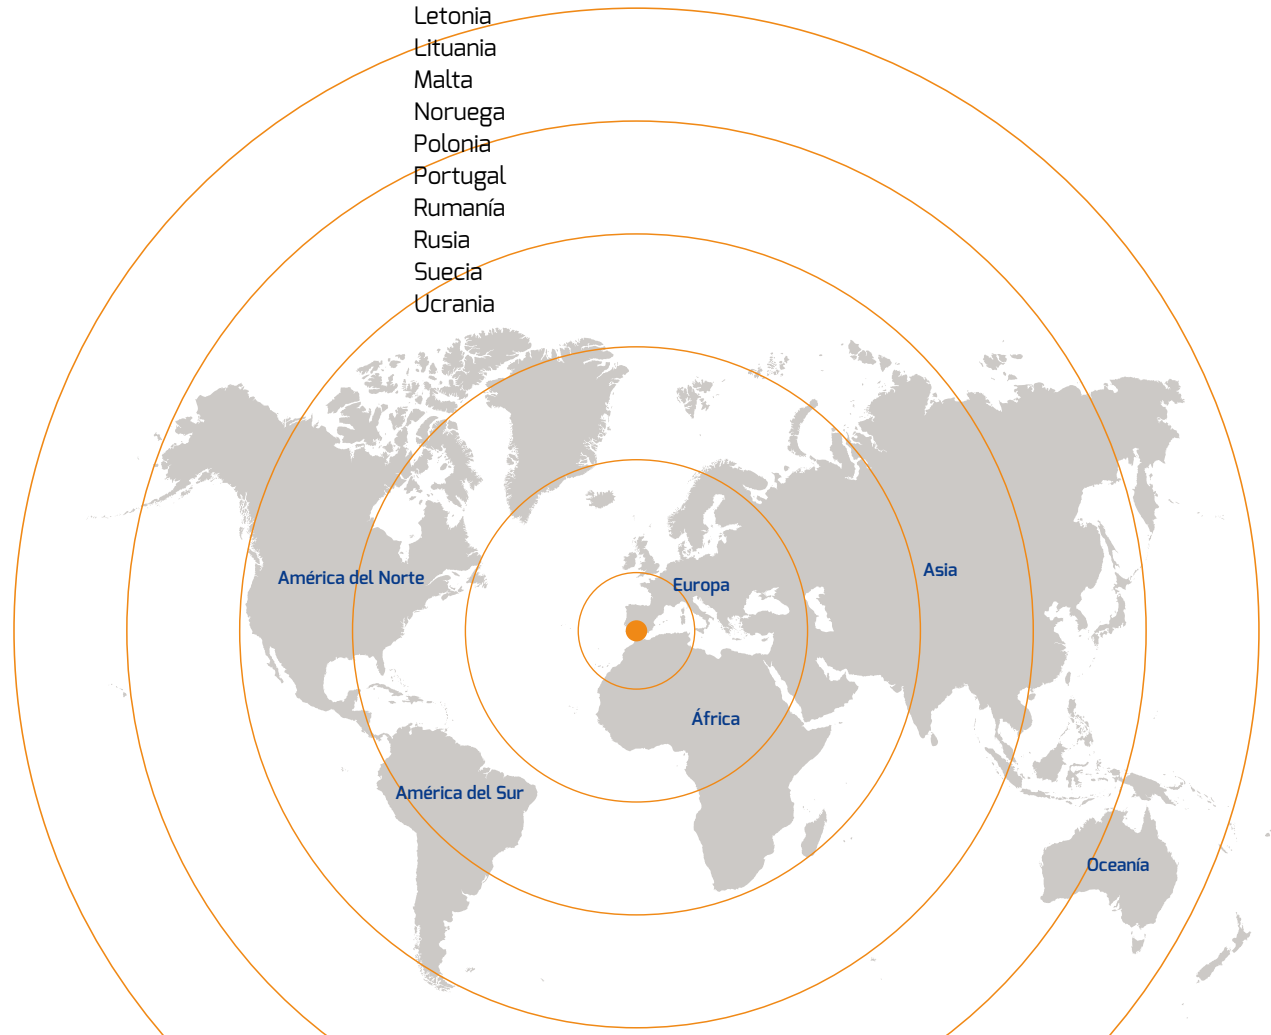 Letonia
Lituania
Malta
Noruega
Polonia
Portugal
Rumanía
Rusia
Suecia
Ucrania
Asia
América del Norte
Europa
África
América del Sur
Oceanía